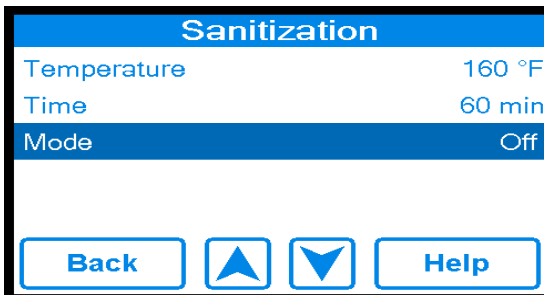 Sanitization
Temperature 160 °F
Time 60 min
Mode Off
Back Help